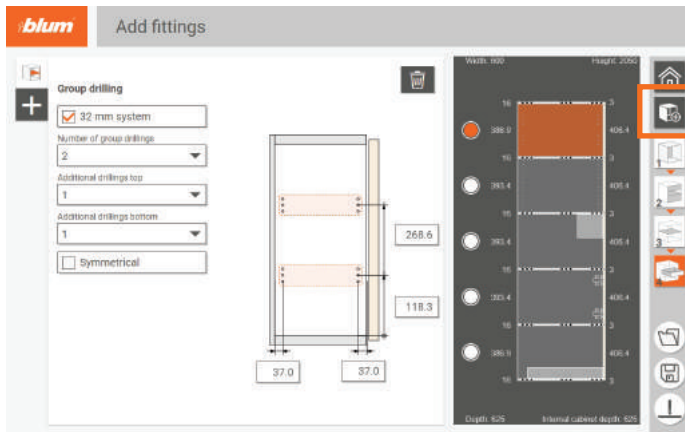 blum
Add fittings
Group drilling
32 mm system
Number of group drillings
2
Additional drillings top
1
Additional drillings bottom
1
Symmetrical
268.6
118.3
37.0
37.0
Width: 600
Height: 2050
16
3
386.9
406.4
16
3
393.4
406.4
16
3
393.4
406.4
16
3
393.4
406.4
16
3
386.9
406.4
16
3
Depth: 625
Internal cabinet depth: 625
1
2
3
4